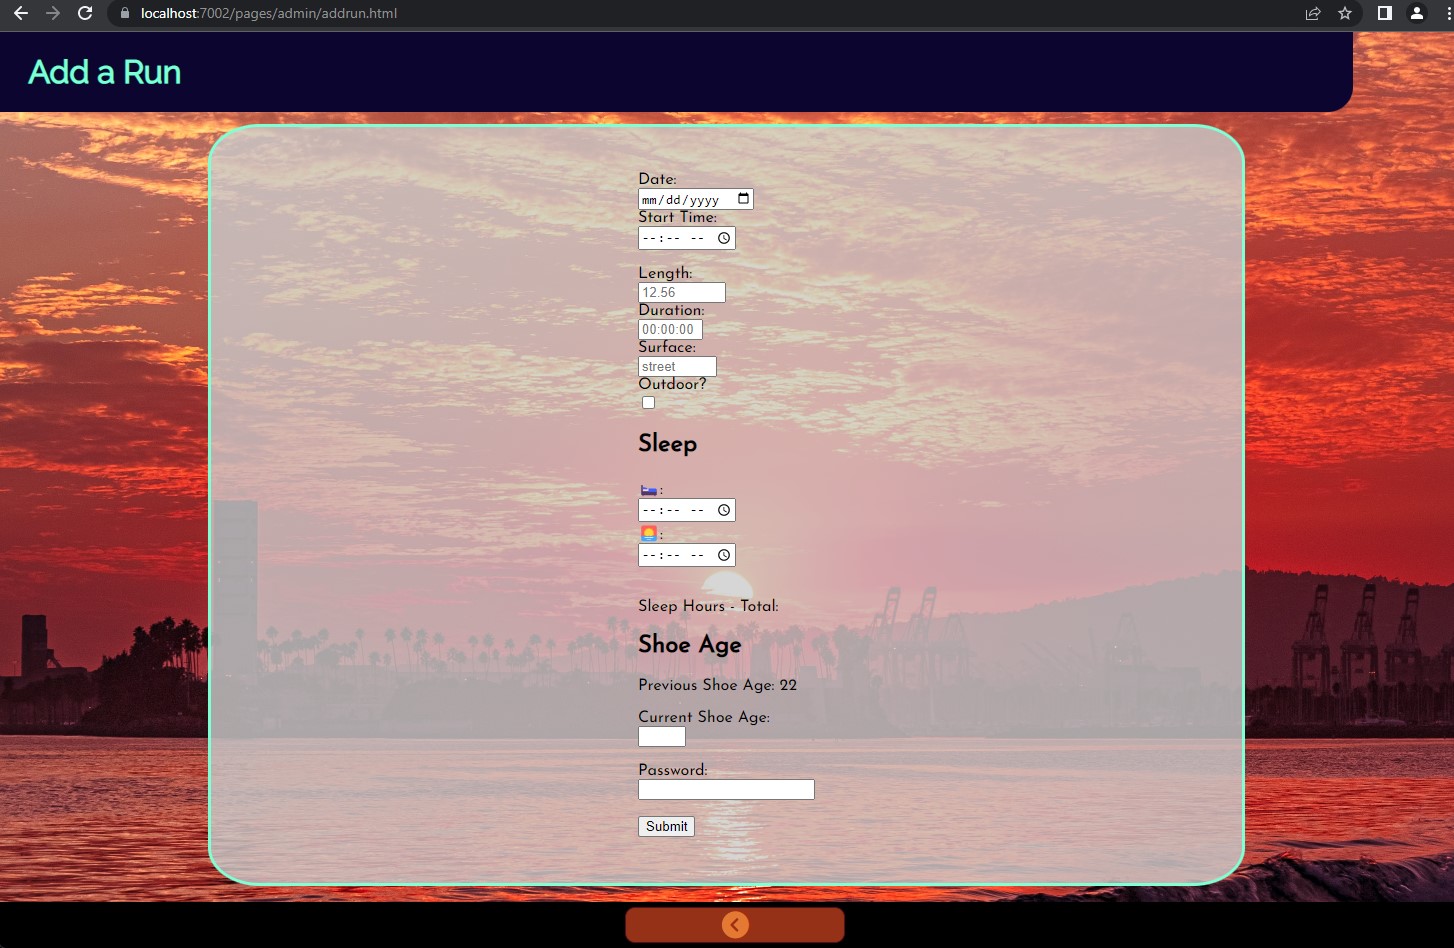 localhost:7002/pages/admin/addrun.html
Add a Run
Date:
mm/dd/yyyy
Start Time:
--:-- --
Length:
12.56
Duration:
00:00:00
Surface:
street
Outdoor?
Sleep
🛏️:
--:-- --
🌅:
--:-- --
Sleep Hours - Total:
Shoe Age
Previous Shoe Age: 22
Current Shoe Age:
Password:
Submit